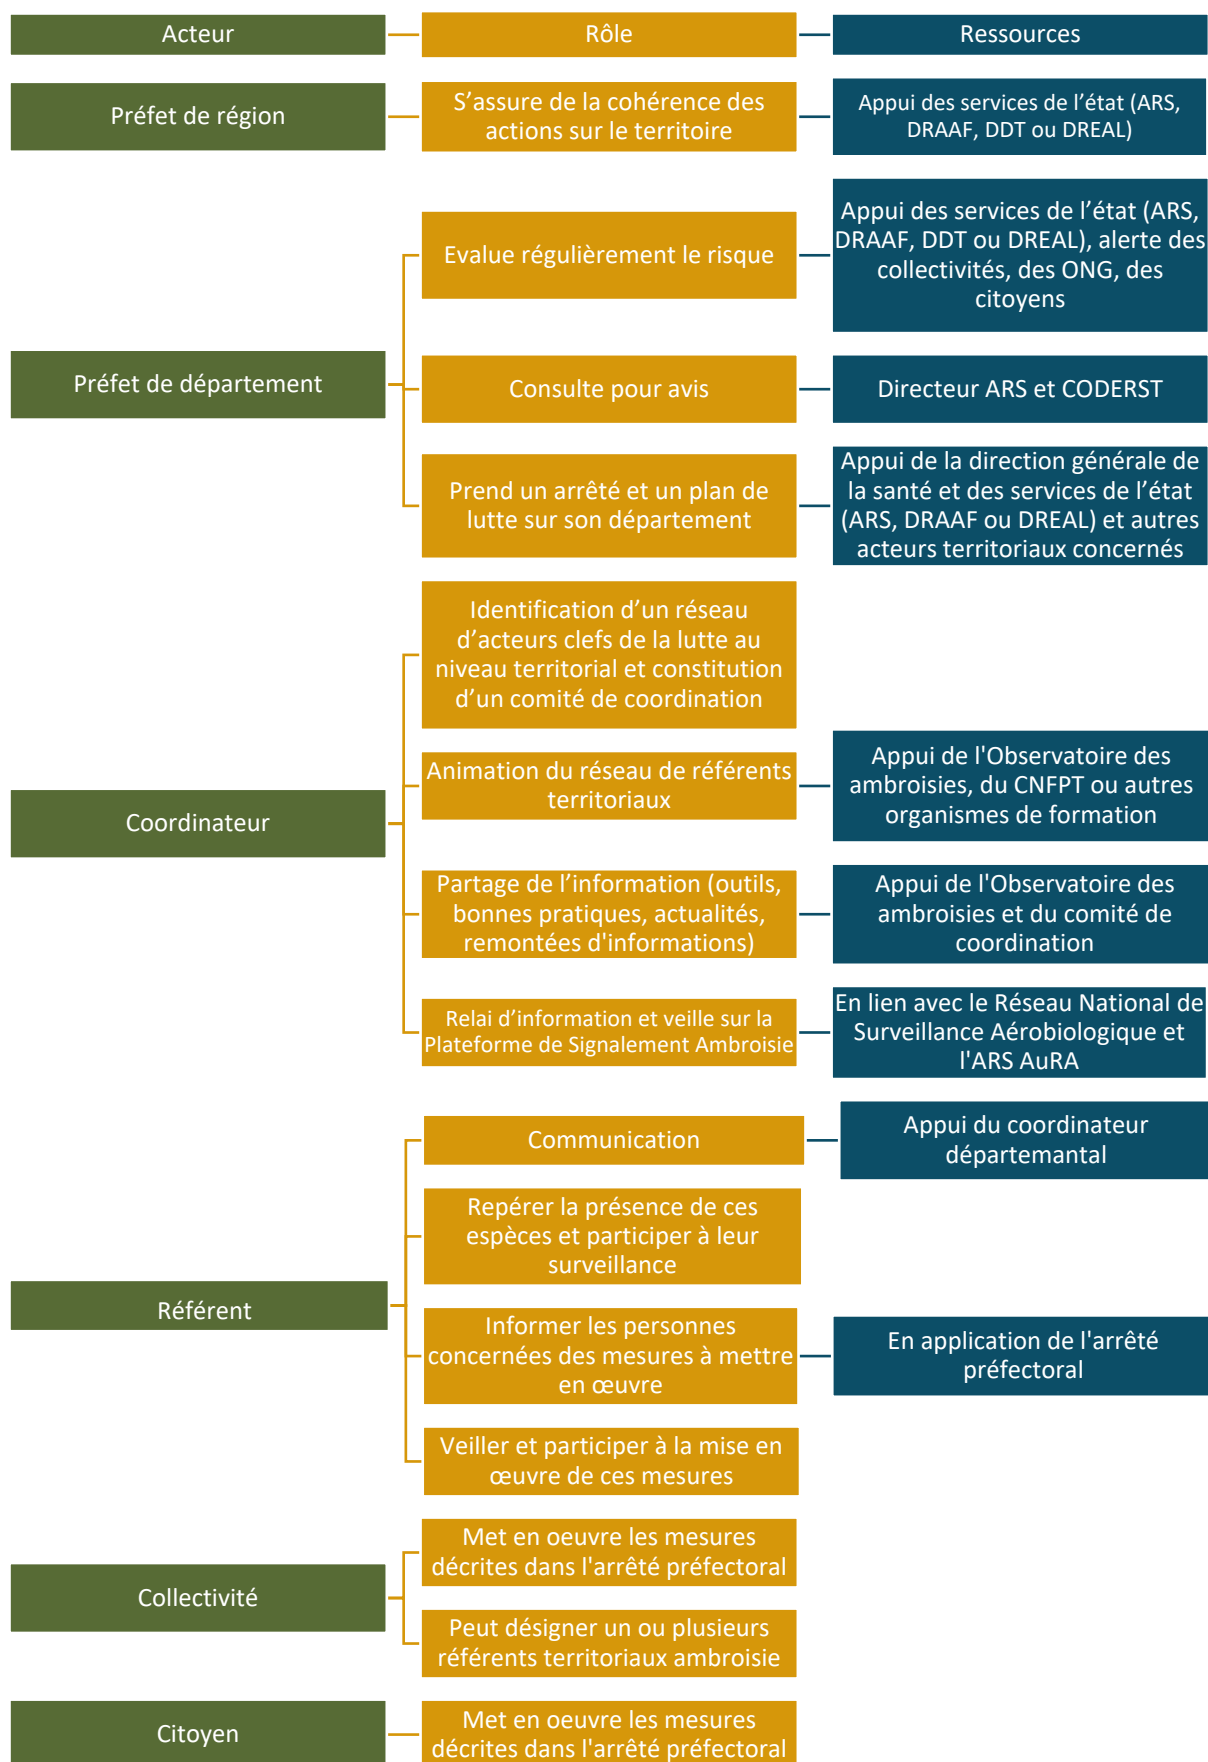 Acteur
Rôle
Ressources
Préfet de région
S’assure de la cohérence des
actions sur le territoire
Appui des services de l’état (ARS,
DRAAF, DDT ou DREAL)
Préfet de département
Evalue régulièrement le risque
Appui des services de l’état (ARS,
DRAAF, DDT ou DREAL), alerte des
collectivités, des ONG, des
citoyens
Consulte pour avis
Directeur ARS et CODERST
Prend un arrêté et un plan de
lutte sur son département
Appui de la direction générale de
la santé et des services de l’état
(ARS, DRAAF ou DREAL) et autres
acteurs territoriaux concernés
Coordinateur
Identification d’un réseau
d’acteurs clefs de la lutte au
niveau territorial et constitution
d’un comité de coordination
Animation du réseau de référents
territoriaux
Appui de l'Observatoire des
ambroisies, du CNFPT ou autres
organismes de formation
Partage de l’information (outils,
bonnes pratiques, actualités,
remontées d'informations)
Appui de l'Observatoire des
ambroisies et du comité de
coordination
Relai d’information et veille sur la
Plateforme de Signalement Ambroisie
En lien avec le Réseau National de
Surveillance Aérobiologique et
l'ARS AuRA
Référent
Communication
Appui du coordinateur
départemantal
Repérer la présence de ces
espèces et participer à leur
surveillance
Informer les personnes
concernées des mesures à mettre
en œuvre
En application de l'arrêté
préfectoral
Veiller et participer à la mise en
œuvre de ces mesures
Collectivité
Met en oeuvre les mesures
décrites dans l'arrêté préfectoral
Peut désigner un ou plusieurs
référents territoriaux ambroisie
Citoyen
Met en oeuvre les mesures
décrites dans l'arrêté préfectoral